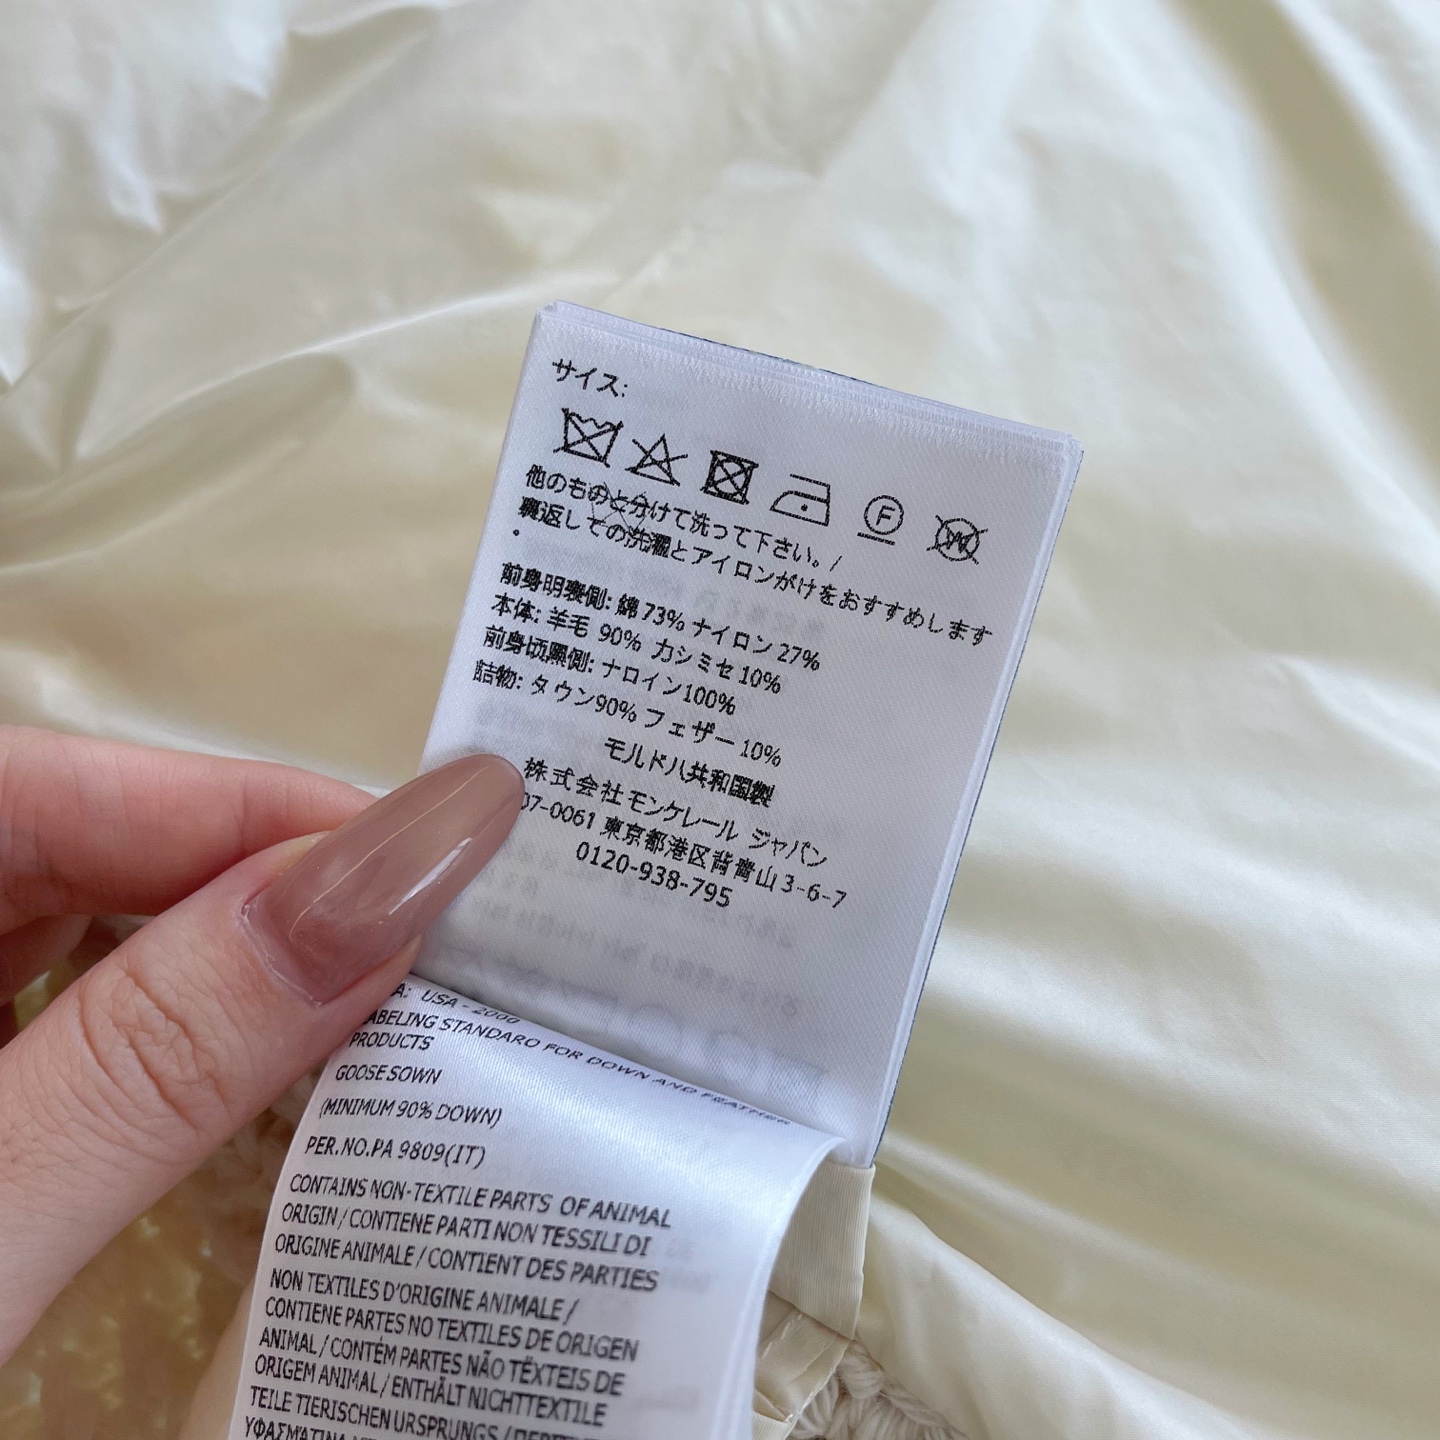 サイス:
F
W
他のものと分けて洗って下さい。/
裏返しての洗濯とアイロンがけをおすすめします
.
前身明衰側: 綿 73% ナイロン 27%
本体: 羊毛 90% カシミセ 10%
前身頃黑側: ナロイン100%
詰物: タウン90% フェザー 10%
モルドハ共和国製
株式会社モンケレール ジャパン
07-0061 東京都港区背山 3-6-7
0120-938-795
A: USA - 2000
ABELING STANDARO FOR DOWN AND FEATHER
PRODUCTS
GOOSESOWN
(MINIMUM 90% DOWN)
PER.NO.PA 9809(IT)
CONTAINS NON-TEXTILE PARTS OF ANIMAL
ORIGIN / CONTIENE PARTI NON TESSILI DI
ORIGINE ANIMALE / CONTIENT DES PARTIES
NON TEXTILES D'ORIGINE ANIMALE /
CONTIENE PARTES NO TEXTILES DE ORIGEN
ANIMAL / CONTÉM PARTES NÃO TËXTEIS DE
ORIGEM ANIMAL / ENTHÄLT NICHTTEXTILE
TEILE TIERISCHEN URSPRUNGS /